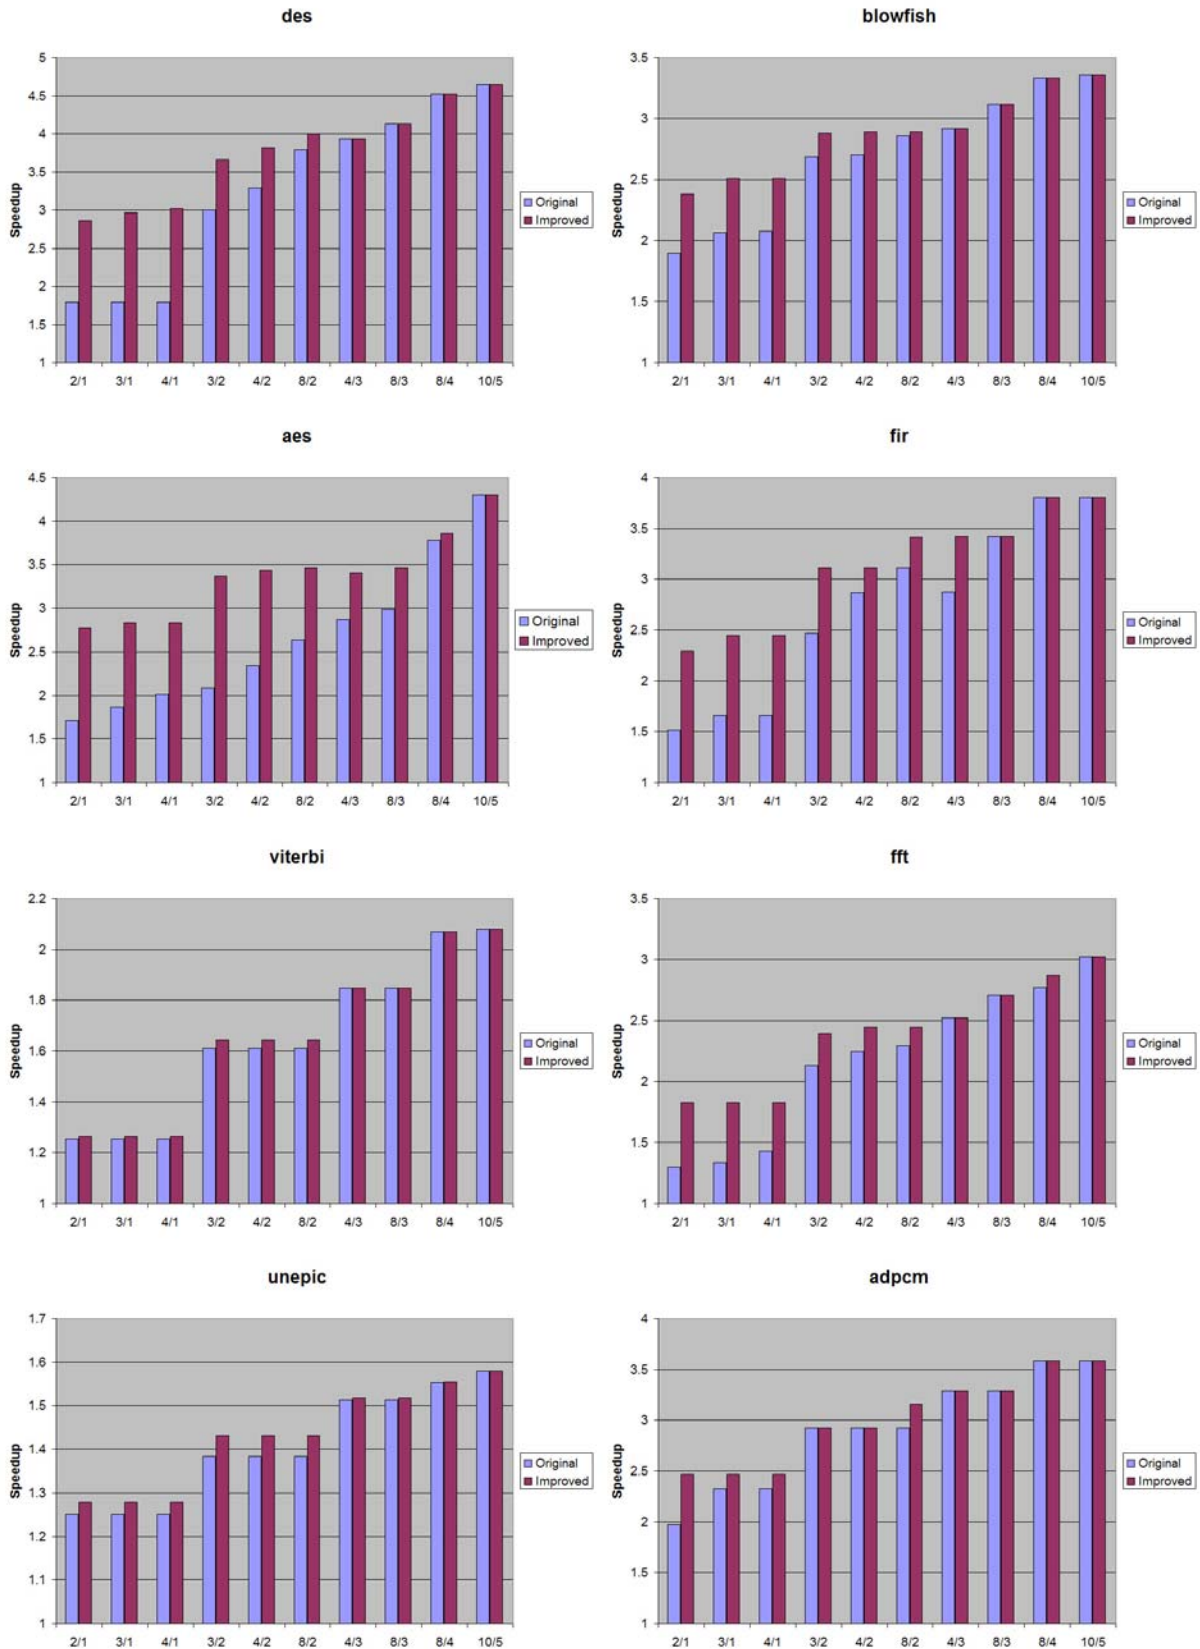 des
5
4.5
4
3.5
3
2.5
2
1.5
1
Speedup
2/1 3/1 4/1 3/2 4/2 8/2 4/3 8/3 8/4 10/5
Original
Improved
blowfish
3.5
3
2.5
2
1.5
1
Speedup
2/1 3/1 4/1 3/2 4/2 8/2 4/3 8/3 8/4 10/5
Original
Improved
aes
4.5
4
3.5
3
2.5
2
1.5
1
Speedup
2/1 3/1 4/1 3/2 4/2 8/2 4/3 8/3 8/4 10/5
Original
Improved
fir
4
3.5
3
2.5
2
1.5
1
Speedup
2/1 3/1 4/1 3/2 4/2 8/2 4/3 8/3 8/4 10/5
Original
Improved
viterbi
2.2
2
1.8
1.6
1.4
1.2
1
Speedup
2/1 3/1 4/1 3/2 4/2 8/2 4/3 8/3 8/4 10/5
Original
Improved
fft
3.5
3
2.5
2
1.5
1
Speedup
2/1 3/1 4/1 3/2 4/2 8/2 4/3 8/3 8/4 10/5
Original
Improved
unepic
1.7
1.6
1.5
1.4
1.3
1.2
1.1
1
Speedup
2/1 3/1 4/1 3/2 4/2 8/2 4/3 8/3 8/4 10/5
Original
Improved
adpcm
4
3.5
3
2.5
2
1.5
1
Speedup
2/1 3/1 4/1 3/2 4/2 8/2 4/3 8/3 8/4 10/5
Original
Improved